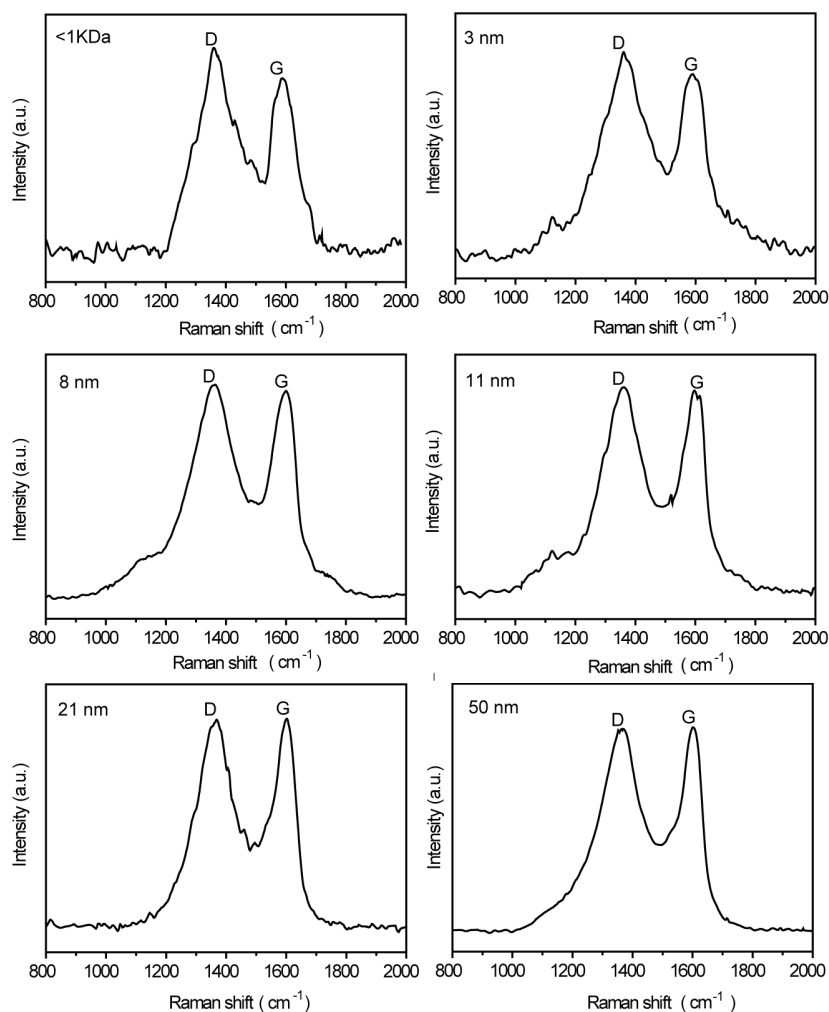 <1KDa
D
G
Intensity (a.u.)
800 1000 1200 1400 1600 1800 2000
Raman shift ( cm-1)
3 nm
D
G
Intensity (a.u.)
800 1000 1200 1400 1600 1800 2000
Raman shift ( cm-1)
8 nm
D
G
Intensity (a.u.)
800 1000 1200 1400 1600 1800 2000
Raman shift ( cm-1)
11 nm
D
G
Intensity (a.u.)
800 1000 1200 1400 1600 1800 2000
Raman shift ( cm-1)
21 nm
D
G
Intensity (a.u.)
800 1000 1200 1400 1600 1800 2000
Raman shift ( cm-1)
50 nm
D
G
Intensity (a.u.)
800 1000 1200 1400 1600 1800 2000
Raman shift ( cm-1)